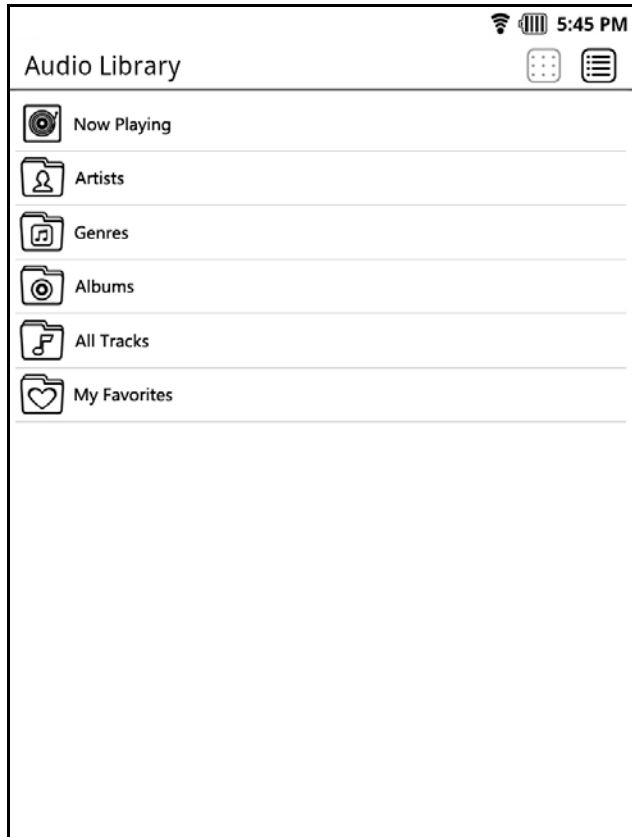 5:45 PM
Audio Library
Now Playing
Artists
Genres
Albums
All Tracks
My Favorites